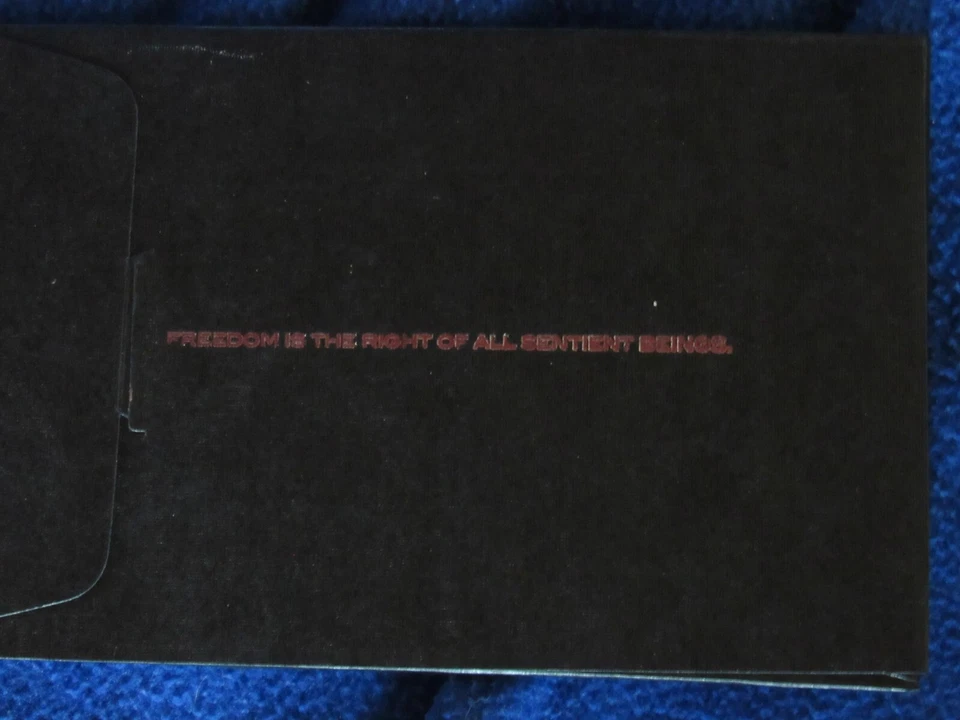 FREEDOM IS THE RIGHT OF ALL SENTIENT BEINGS.